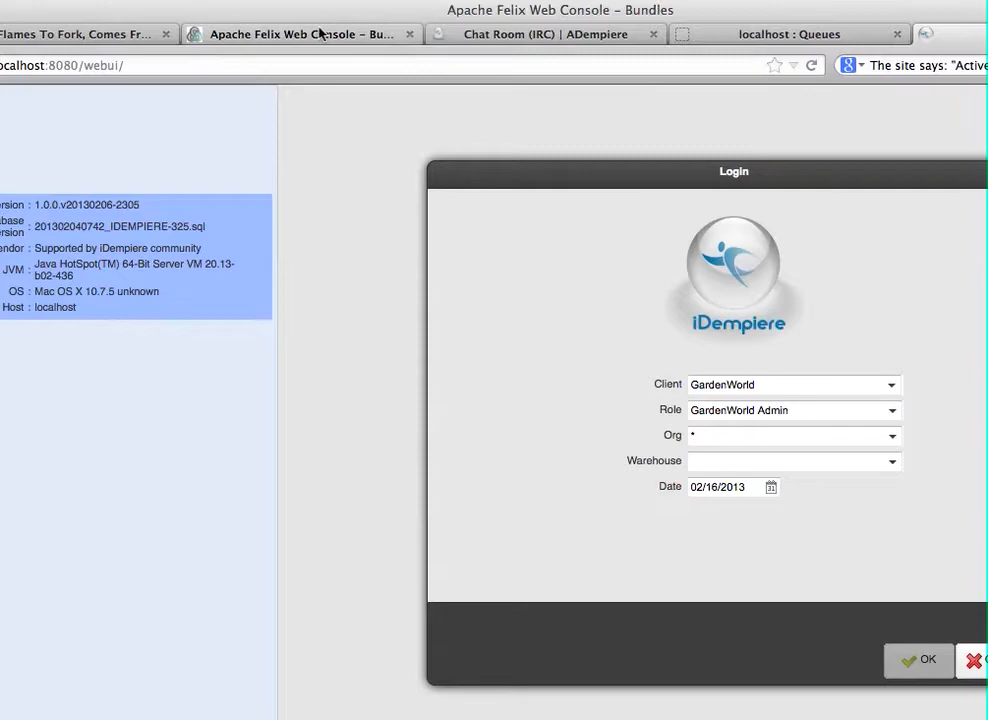 Apache Felix Web Console – Bundles
Flames To Fork, Comes Fr...
Apache Felix Web Console – Bu...
Chat Room (IRC) | ADempiere
localhost : Queues
ocalhost:8080/webui/
The site says: "Active
Login
ersion : 1.0.0.v20130206-2305
abase
ersion : 201302040742_IDEMPIERE-325.sql
endor : Supported by iDempiere community
JVM : Java HotSpot(TM) 64-Bit Server VM 20.13-
b02-436
OS : Mac OS X 10.7.5 unknown
Host : localhost
iDempiere
Client GardenWorld
Role GardenWorld Admin
Org *
Warehouse
Date 02/16/2013 31
OK